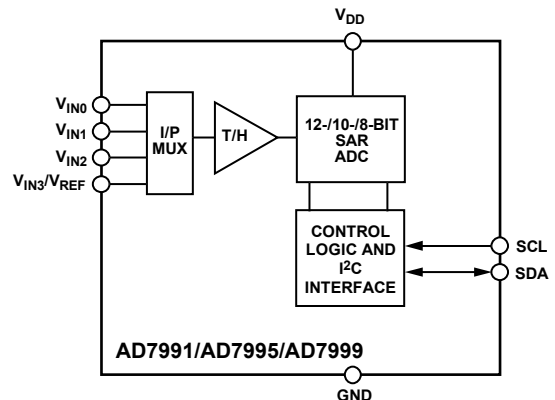 VDD
VIN0
VIN1
VIN2
VIN3/VREF
I/P
MUX
T/H
12-/10-/8-BIT
SAR
ADC
CONTROL
LOGIC AND
I²C
INTERFACE
SCL
SDA
AD7991/AD7995/AD7999
GND